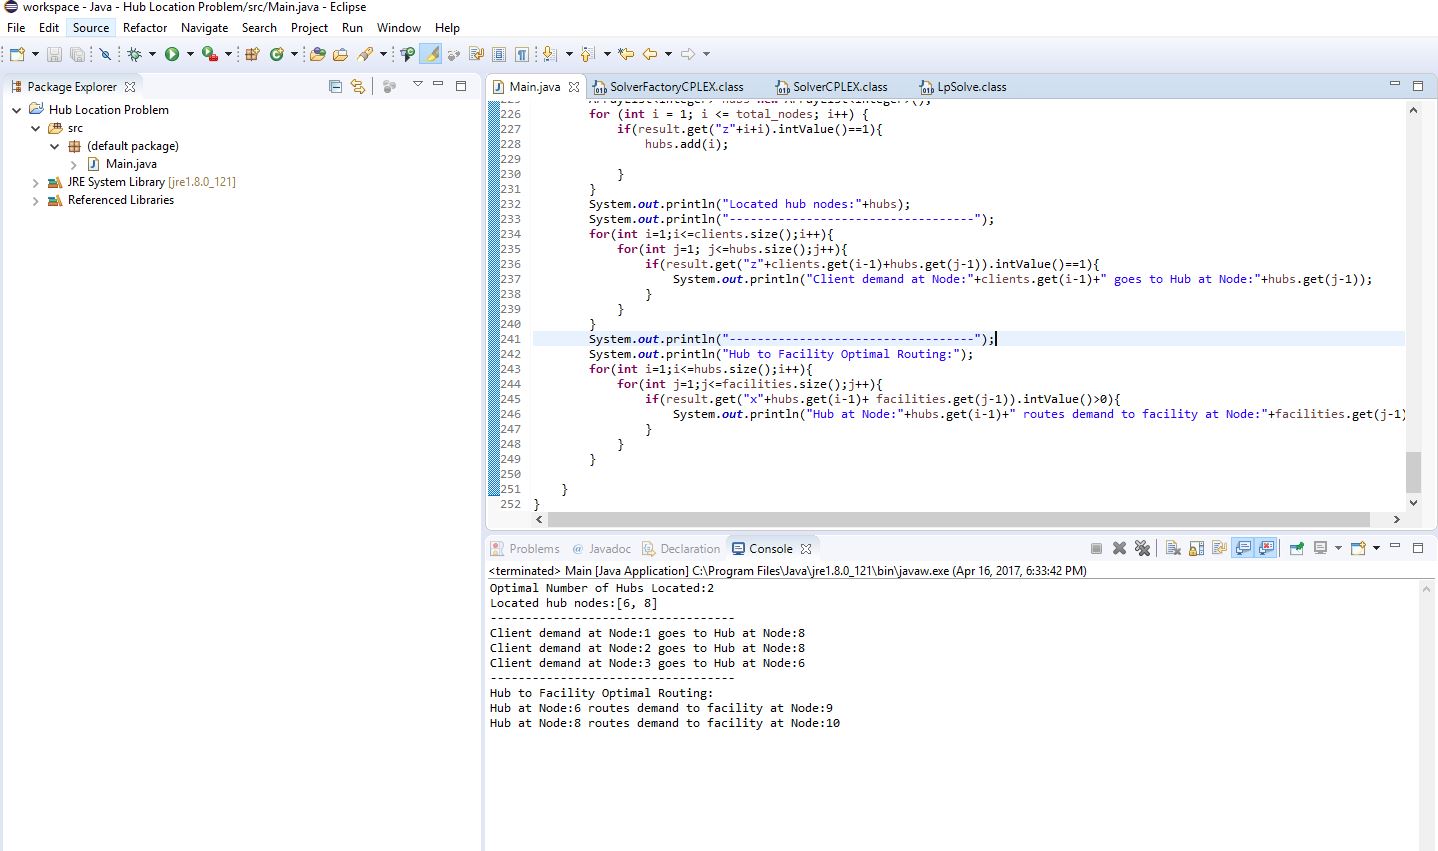 workspace - Java - Hub Location Problem/src/Main.java - Eclipse
File Edit Source Refactor Navigate Search Project Run Window Help
Package Explorer
Hub Location Problem
src
(default package)
Main.java
JRE System Library [jre1.8.0_121]
Referenced Libraries
Main.java SolverFactoryCPLEX.class SolverCPLEX.class LpSolve.class
226 for (int i = 1; i <= total_nodes; i++) {
227 if(result.get("z"+i+i).intValue()==1){
228 hubs.add(i);
229
230 }
231 }
232 System.out.println("Located hub nodes:"+hubs);
233 System.out.println("-----------------------------------");
234 for(int i=1;i<=clients.size();i++){
235 for(int j=1; j<=hubs.size();j++){
236 if(result.get("z"+clients.get(i-1)+hubs.get(j-1)).intValue()==1){
237 System.out.println("Client demand at Node:"+clients.get(i-1)+" goes to Hub at Node:"+hubs.get(j-1));
238 }
239 }
240 }
241 System.out.println("-----------------------------------");
242 System.out.println("Hub to Facility Optimal Routing:");
243 for(int i=1;i<=hubs.size();i++){
244 for(int j=1;j<=facilities.size();j++){
245 if(result.get("x"+hubs.get(i-1)+ facilities.get(j-1)).intValue()>0){
246 System.out.println("Hub at Node:"+hubs.get(i-1)+" routes demand to facility at Node:"+facilities.get(j-1)
247 }
248 }
249 }
250
251 }
252 }
Problems @ Javadoc Declaration Console
<terminated> Main [Java Application] C:\Program Files\Java\jre1.8.0_121\bin\javaw.exe (Apr 16, 2017, 6:33:42 PM)
Optimal Number of Hubs Located:2
Located hub nodes:[6, 8]
-----------------------------------
Client demand at Node:1 goes to Hub at Node:8
Client demand at Node:2 goes to Hub at Node:8
Client demand at Node:3 goes to Hub at Node:6
-----------------------------------
Hub to Facility Optimal Routing:
Hub at Node:6 routes demand to facility at Node:9
Hub at Node:8 routes demand to facility at Node:10